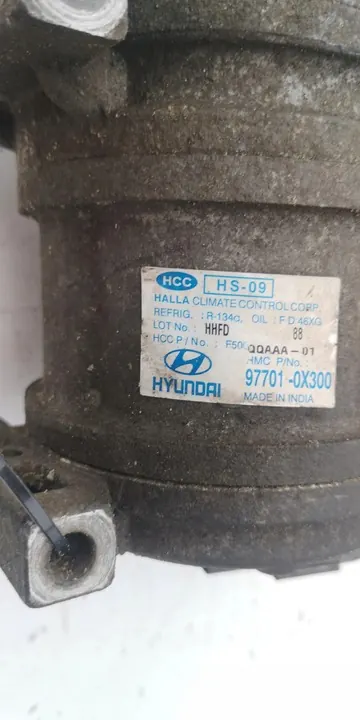 HCC HS-09
HALLA CLIMATE CONTROL CORP.
REFRIG. : R-134a, OIL : F D 46XG
LOT No : HHFD 88
HCC P/No. : F500 QQAAA-01
HMC P/No. :
HYUNDAI 97701-0X300
MADE IN INDIA